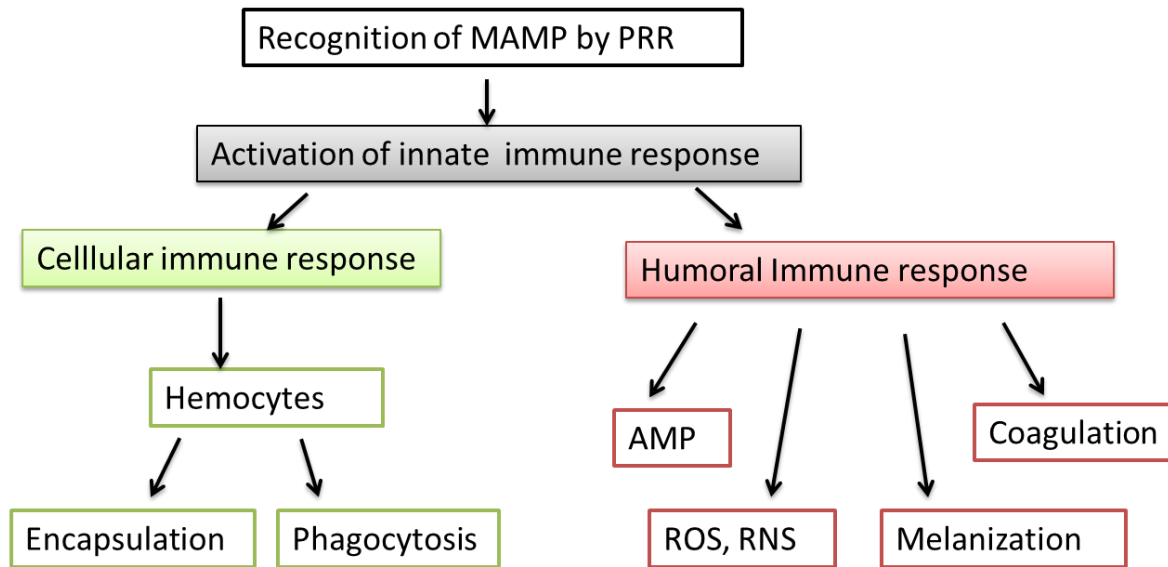 Recognition of MAMP by PRR
Activation of innate immune response
Celllular immune response
Humoral Immune response
Hemocytes
AMP
Coagulation
Encapsulation
Phagocytosis
ROS, RNS
Melanization